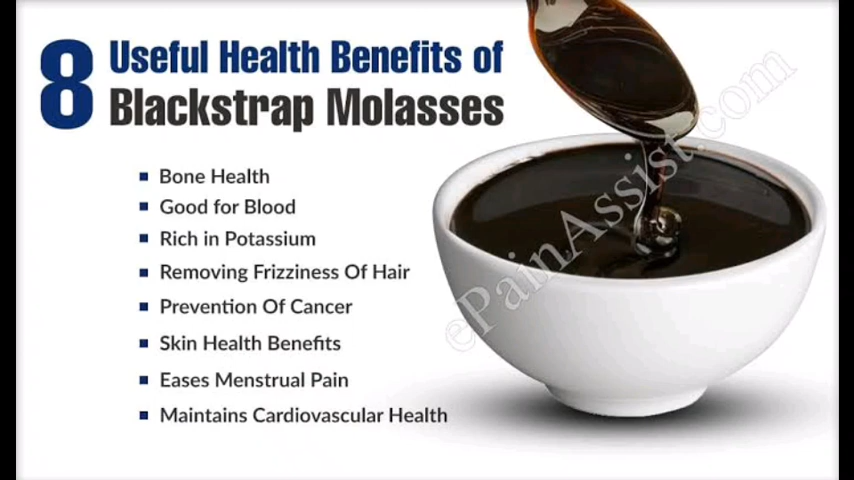 8 Useful Health Benefits of
Blackstrap Molasses
Bone Health
Good for Blood
Rich in Potassium
Removing Frizziness Of Hair
Prevention Of Cancer
Skin Health Benefits
Eases Menstrual Pain
Maintains Cardiovascular Health
ePainAssist.com